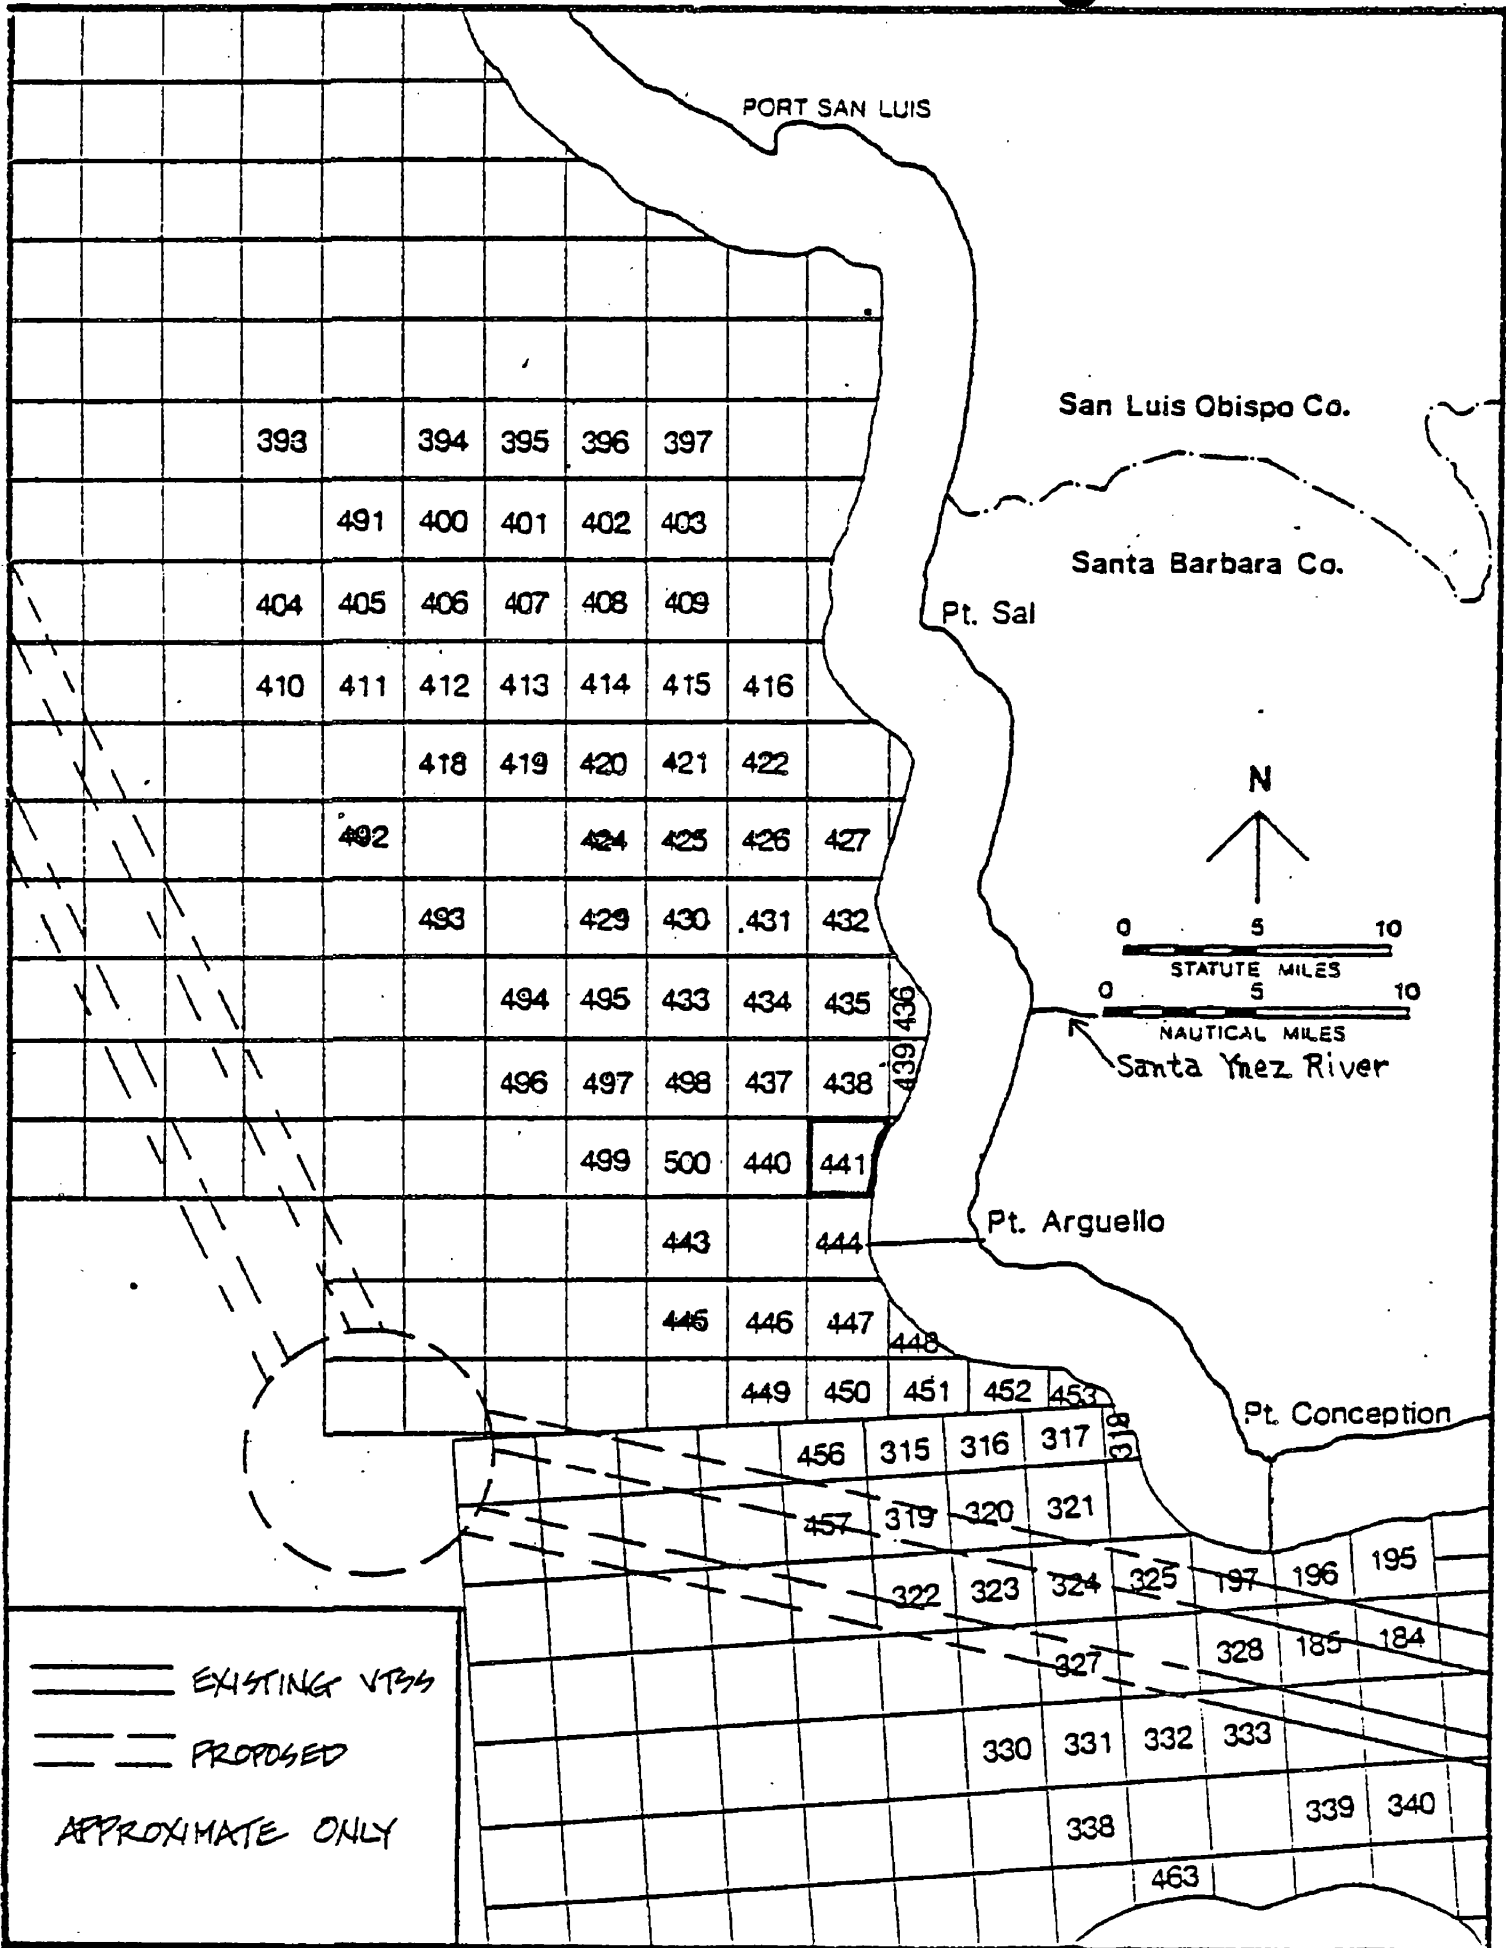 PORT SAN LUIS
San Luis Obispo Co.
393 394 395 396 397
491 400 401 402 403
Santa Barbara Co.
404 405 406 407 408 409
Pt. Sal
410 411 412 413 414 415 416
418 419 420 421 422
N
492 424 425 426 427
493 429 430 431 432
0 5 10
STATUTE MILES
0 5 10
NAUTICAL MILES
Santa Ynez River
494 495 433 434 435 436
496 497 498 437 438 439
499 500 440 441
Pt. Arguello
443 444
445 446 447 448
449 450 451 452 453
Pt. Conception
456 315 316 317 318
457 319 320 321
322 323 324 325 197 196 195
327 328 185 184
330 331 332 333
338 339 340
463
EXISTING VTSS
PROPOSED
APPROXIMATE ONLY